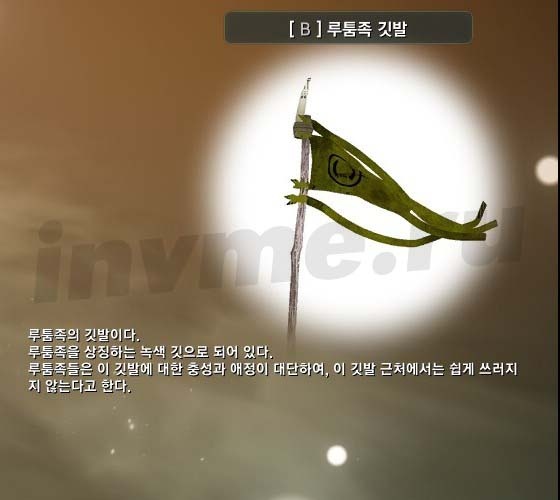 [ B ] 루툼족 깃발
invme.ru
루툼족의 깃발이다.
루툼족을 상징하는 녹색 깃으로 되어 있다.
루툼족들은 이 깃발에 대한 충성과 애정이 대단하여, 이 깃발 근처에서는 쉽게 쓰러지
지 않는다고 한다.